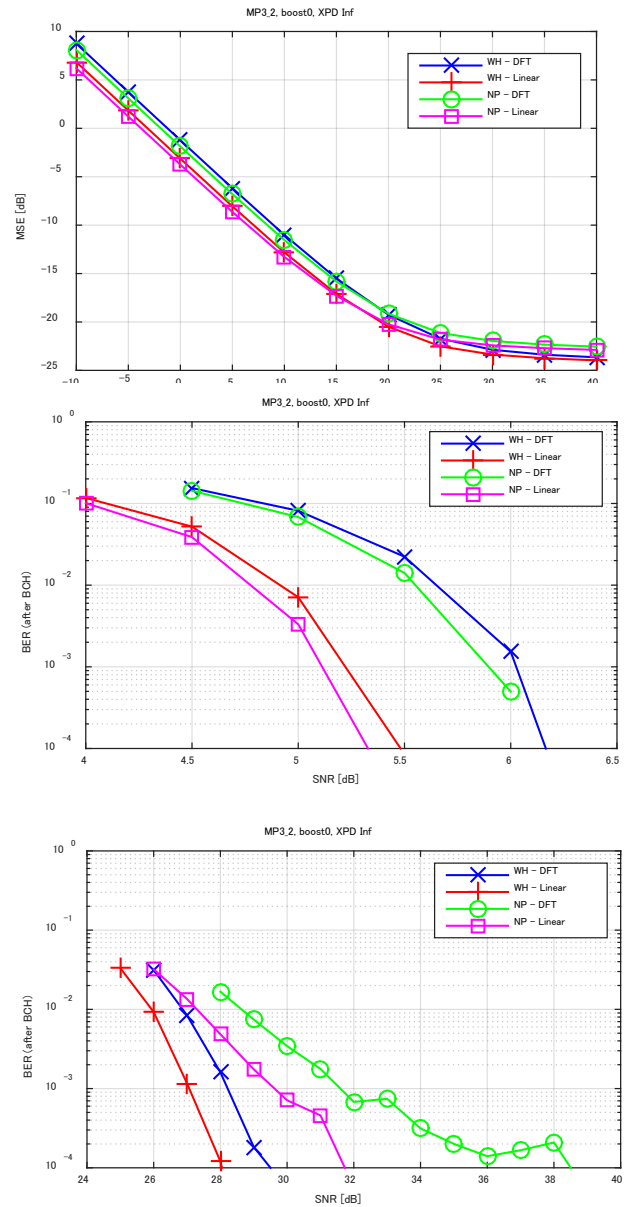 MP3_2, boost0, XPD Inf
10
5
0
−5
−10
−15
−20
−25
MSE [dB]
WH − DFT
WH − Linear
NP − DFT
NP − Linear
−10
−5
0
5
10
15
20
25
30
35
40
MP3_2, boost0, XPD Inf
10 0
10 −1
10 −2
10 −3
10 −4
BER (after BCH)
WH − DFT
WH − Linear
NP − DFT
NP − Linear
4
4.5
5
5.5
6
6.5
SNR [dB]
MP3_2, boost0, XPD Inf
10 0
10 −1
10 −2
10 −3
10 −4
BER (after BCH)
WH − DFT
WH − Linear
NP − DFT
NP − Linear
24
26
28
30
32
34
36
38
40
SNR [dB]